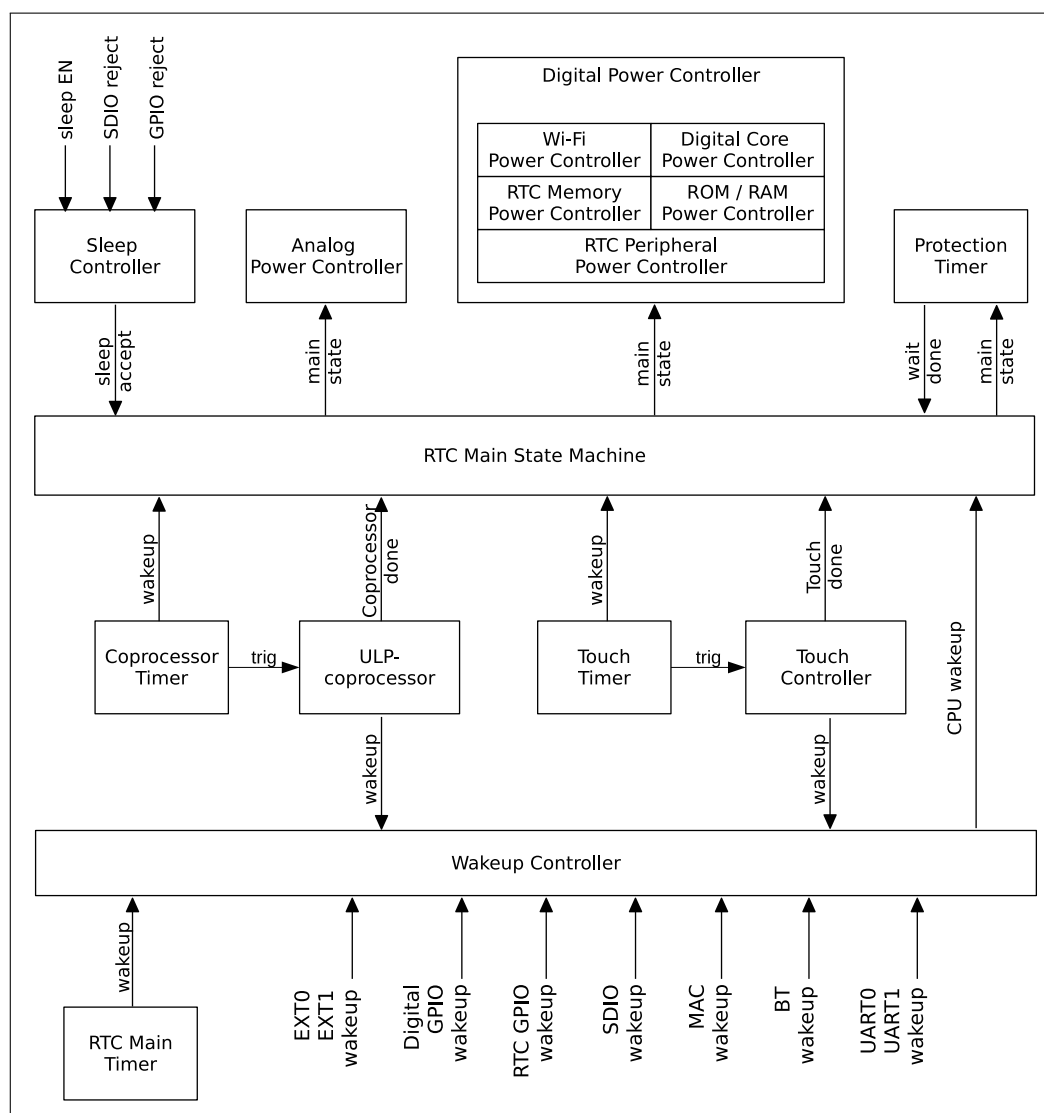 sleep EN
SDIO reject
GPIO reject
Digital Power Controller
Wi-Fi
Power Controller
Digital Core
Power Controller
RTC Memory
Power Controller
ROM / RAM
Power Controller
RTC Peripheral
Power Controller
Sleep
Controller
Analog
Power Controller
Protection
Timer
sleep
accept
main
state
main
state
wait
done
main
state
RTC Main State Machine
wakeup
Coprocessor
done
wakeup
Touch
done
CPU wakeup
Coprocessor
Timer
trig
ULP-
coprocessor
Touch
Timer
trig
Touch
Controller
wakeup
wakeup
Wakeup Controller
wakeup
EXT0
EXT1
wakeup
Digital
GPIO
wakeup
RTC GPIO
wakeup
SDIO
wakeup
MAC
wakeup
BT
wakeup
UART0
UART1
wakeup
RTC Main
Timer